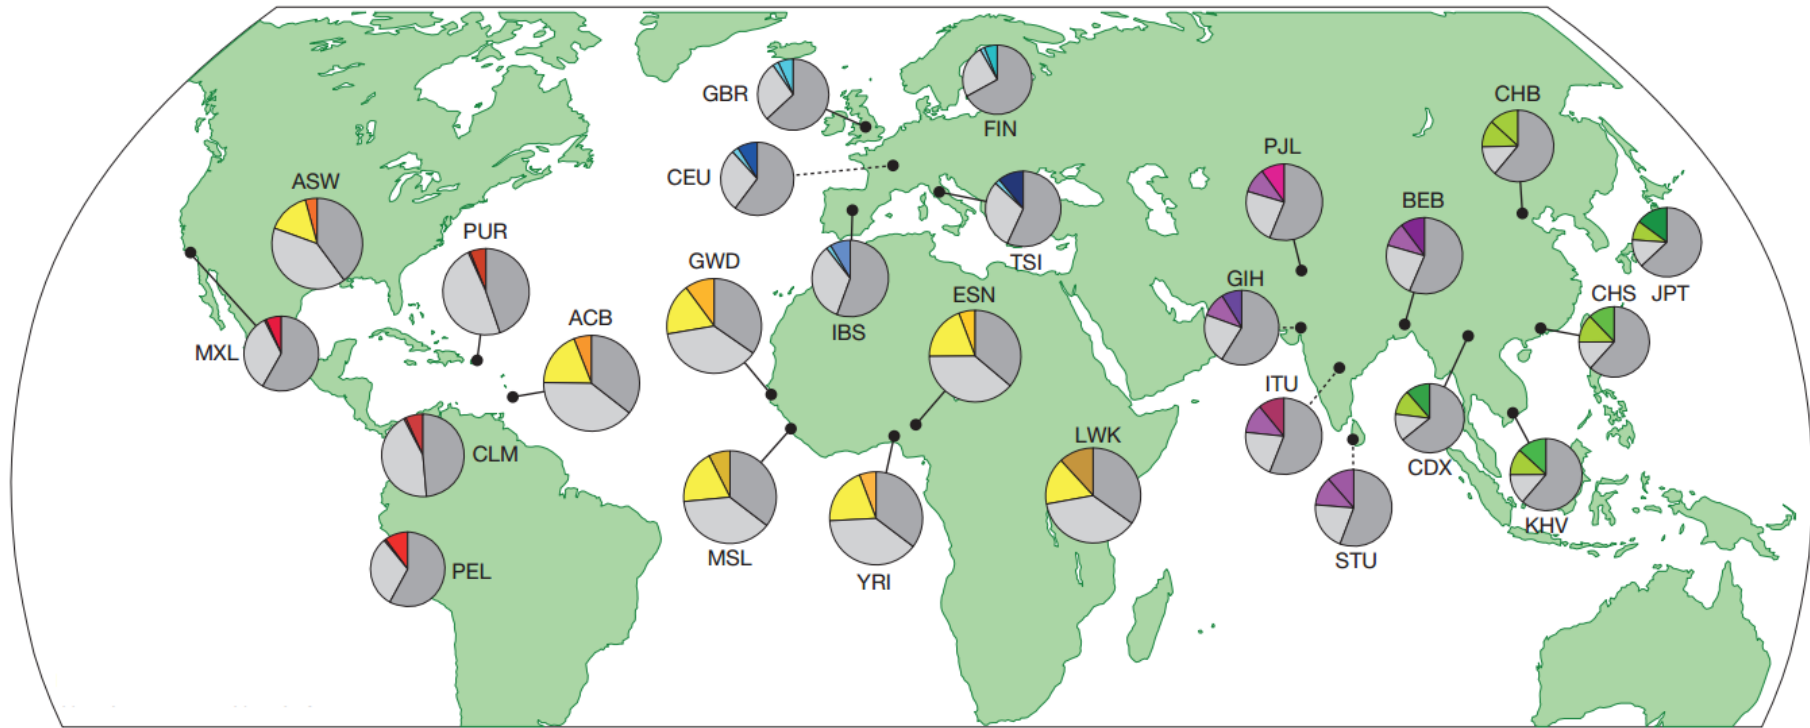 GBR
FIN
CHB
CEU
PJL
ASW
BEB
PUR
GWD
TSI
GIH
ESN
CHS
JPT
ACB
IBS
MXL
ITU
LWK
CLM
CDX
KHV
MSL
STU
PEL
YRI